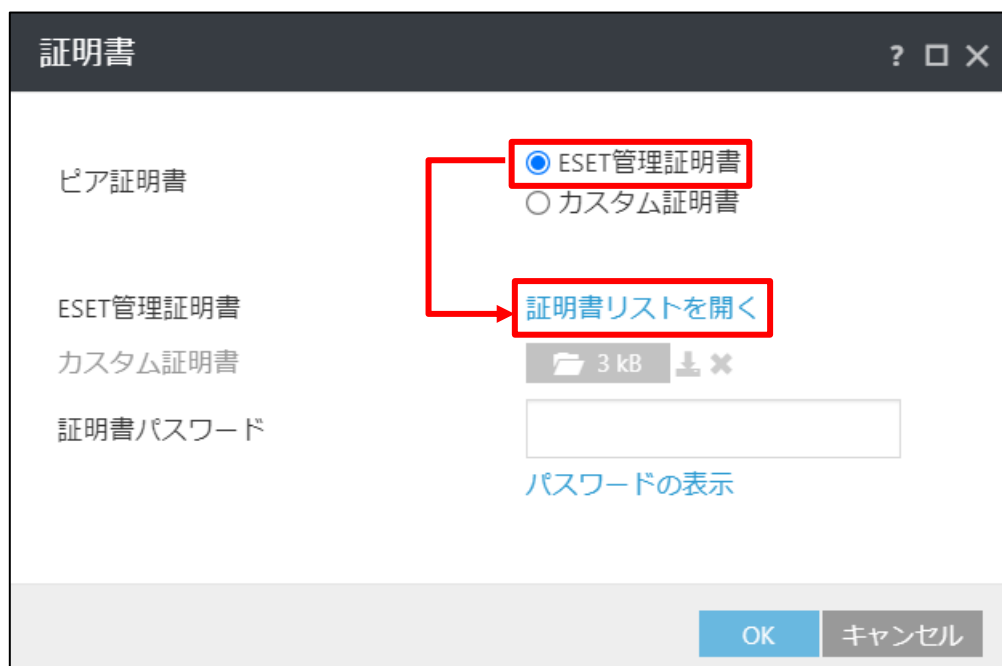 証明書
?
ピア証明書
ESET管理証明書
カスタム証明書
ESET管理証明書
証明書リストを開く
カスタム証明書
3 kB
証明書パスワード
パスワードの表示
OK
キャンセル